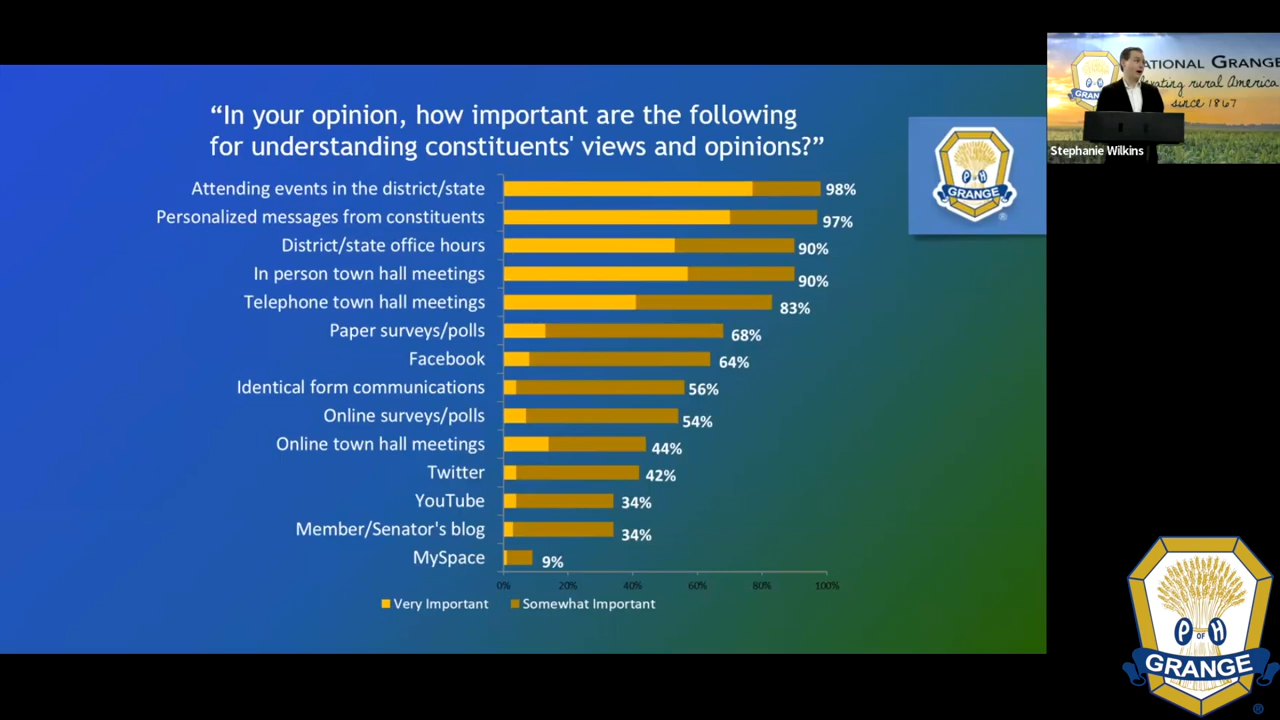 “In your opinion, how important are the following
for understanding constituents' views and opinions?”
Attending events in the district/state
98%
Personalized messages from constituents
97%
District/state office hours
90%
In person town hall meetings
90%
Telephone town hall meetings
83%
Paper surveys/polls
68%
Facebook
64%
Identical form communications
56%
Online surveys/polls
54%
Online town hall meetings
44%
Twitter
42%
YouTube
34%
Member/Senator's blog
34%
MySpace
9%
0% 20% 40% 60% 80% 100%
Very Important Somewhat Important
P OF H
GRANGE
®
ATIONAL GRANGE
rating rural America
since 1867
GRAN
Stephanie Wilkins
P OF H
GRANGE
®